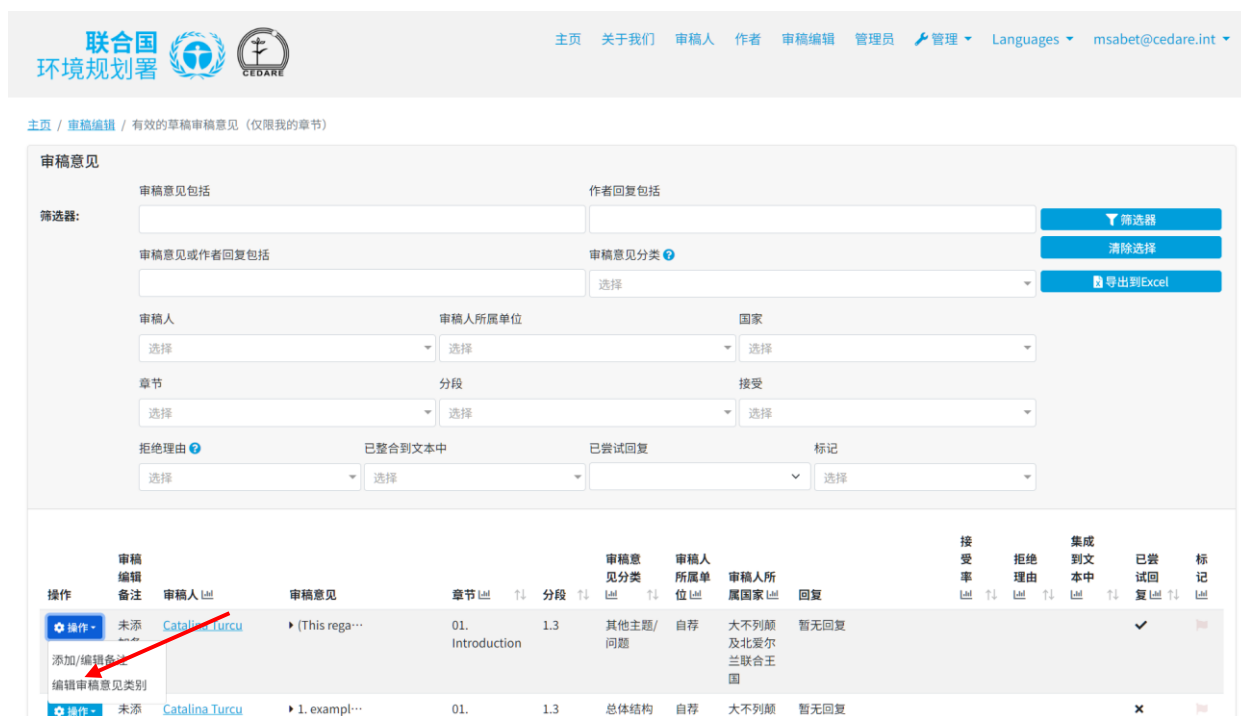 联合国
环境规划署
CEDARE
主页 关于我们 审稿人 作者 审稿编辑 管理员 管理 Languages msabet@cedare.int
主页 / 审稿编辑 / 有效的草稿审稿意见（仅限我的章节）
审稿意见
审稿意见包括 作者回复包括
筛选器:
筛选器
审稿意见或作者回复包括 审稿意见分类
清除选择
选择
导出到Excel
审稿人 审稿人所属单位 国家
选择 选择 选择
章节 分段 接受
选择 选择 选择
拒绝理由 已整合到文本中 已尝试回复 标记
选择 选择 选择
操作 审稿编辑备注 审稿人 审稿意见 章节 分段 审稿意见分类 审稿人所属单位 审稿人所属国家 回复 接受率 拒绝理由 集成到文本中 已尝试回复 标记
操作 未添 Catalina Turcu (This rega… 01. Introduction 1.3 其他主题/问题 自荐 大不列颠及北爱尔兰联合王国 暂无回复
添加/编辑备注
编辑审稿意见类别
操作 未添 Catalina Turcu 1. exampl… 01. 1.3 总体结构 自荐 大不列颠 暂无回复